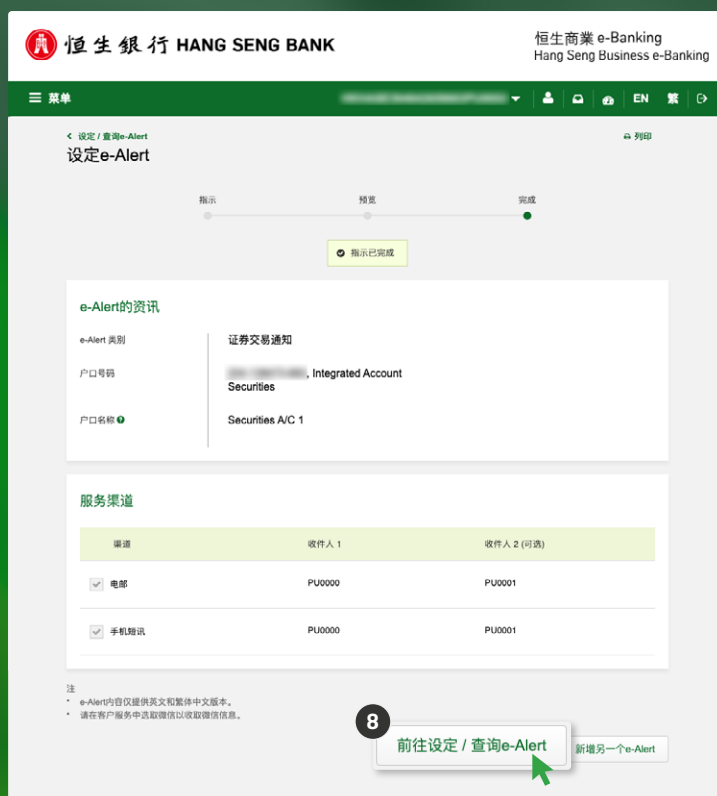 恒生銀行 HANG SENG BANK
恒生商業 e-Banking
Hang Seng Business e-Banking
菜单
EN 繁
设定 / 查询e-Alert
列印
设定e-Alert
指示 预览 完成
指示已完成
e-Alert的资讯
e-Alert 类别 证券交易通知
户口号码 , Integrated Account
Securities
户口名称 Securities A/C 1
服务渠道
渠道 收件人 1 收件人 2 (可选)
电邮 PU0000 PU0001
手机短讯 PU0000 PU0001
注
• e-Alert内容仅提供英文和繁体中文版本。
• 请在客户服务中选取微信以收取微信信息。
8
前往设定 / 查询e-Alert
新增另一个e-Alert